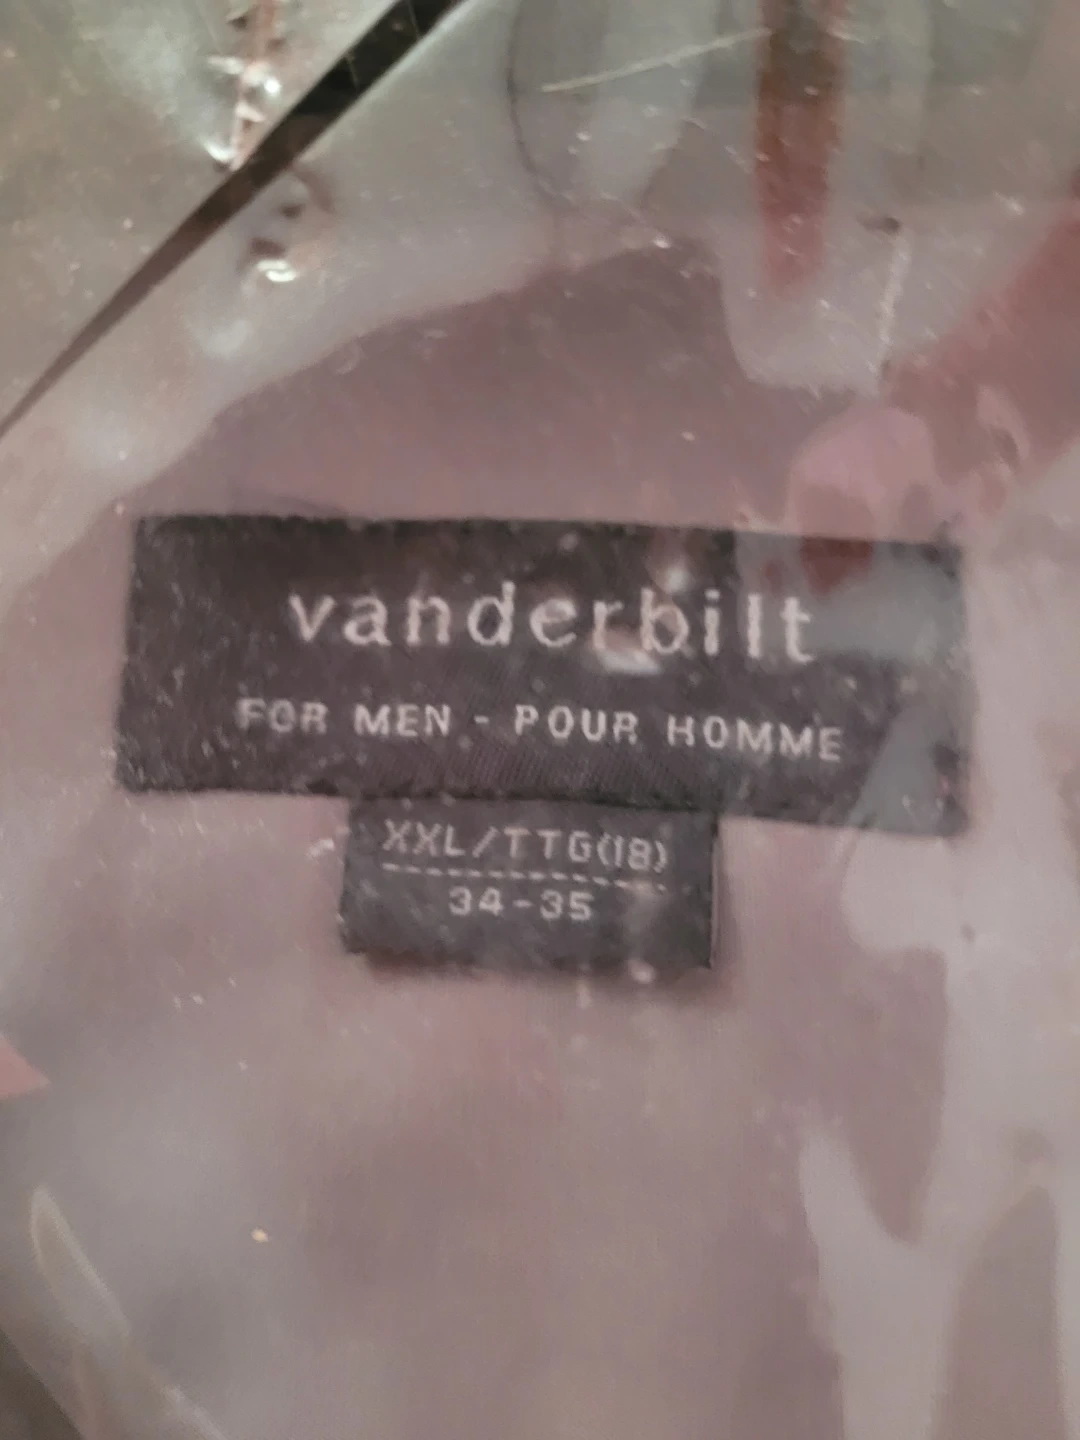 vanderbilt
FOR MEN - POUR HOMME
XXL/TTG(18)
34-35